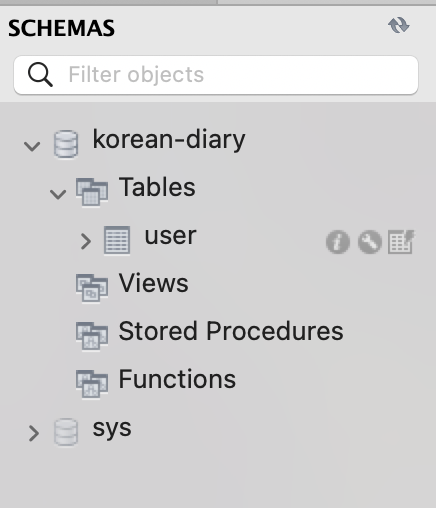 SCHEMAS
Filter objects
korean-diary
Tables
user
Views
Stored Procedures
Functions
sys